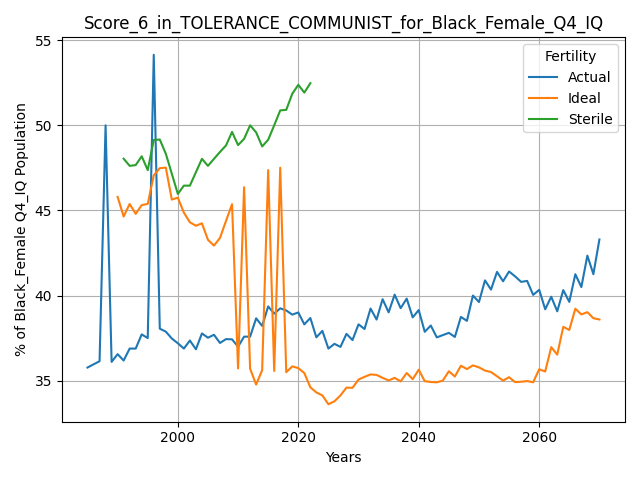 Score_6_in_TOLERANCE_COMMUNIST_for_Black_Female_Q4_IQ
% of Black_Female Q4_IQ Population
55
50
45
40
35
Fertility
Actual
Ideal
Sterile
2000
2020
2040
2060
Years